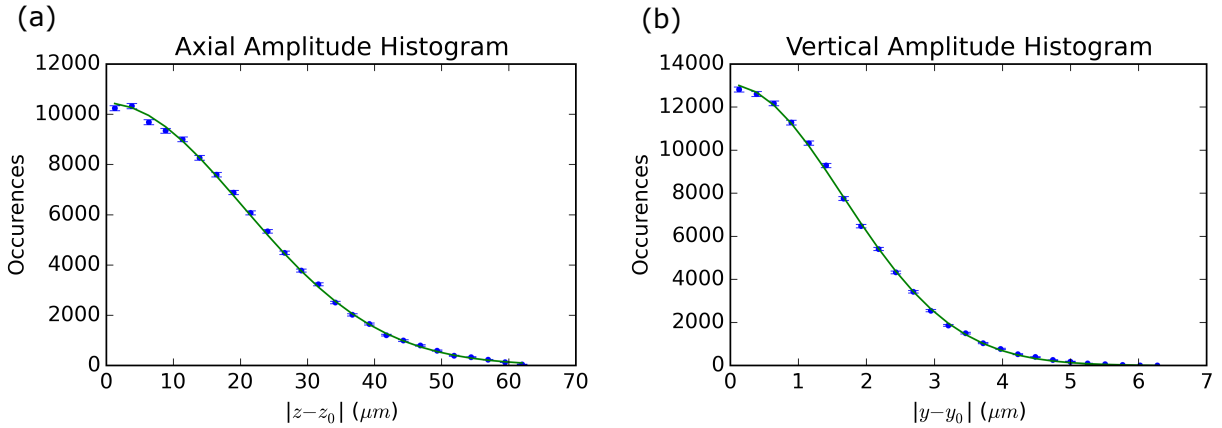 (a)
Axial Amplitude Histogram
12000
10000
8000
6000
4000
2000
0
Occurences
0 10 20 30 40 50 60 70
|z−z₀| (μm)
(b)
Vertical Amplitude Histogram
14000
12000
10000
8000
6000
4000
2000
0
Occurences
0 1 2 3 4 5 6 7
|y−y₀| (μm)